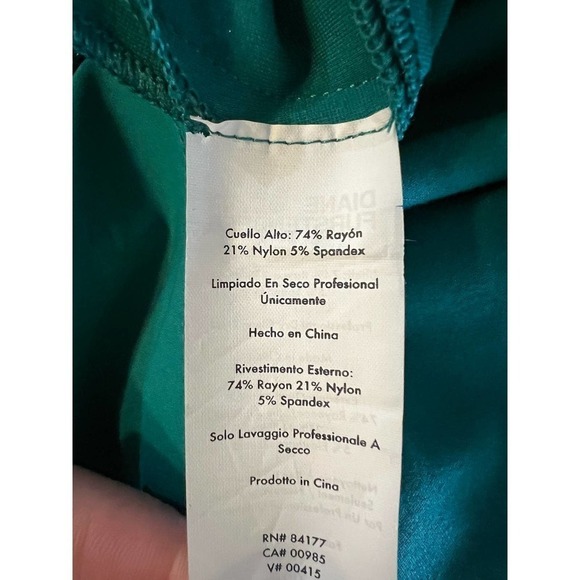 Cuello Alto: 74% Rayón
21% Nylon 5% Spandex
Limpiado En Seco Profesional
Únicamente
Hecho en China
Rivestimento Esterno:
74% Rayon 21% Nylon
5% Spandex
Solo Lavaggio Professionale A
Secco
Prodotto in Cina
RN# 84177
CA# 00985
V# 00415